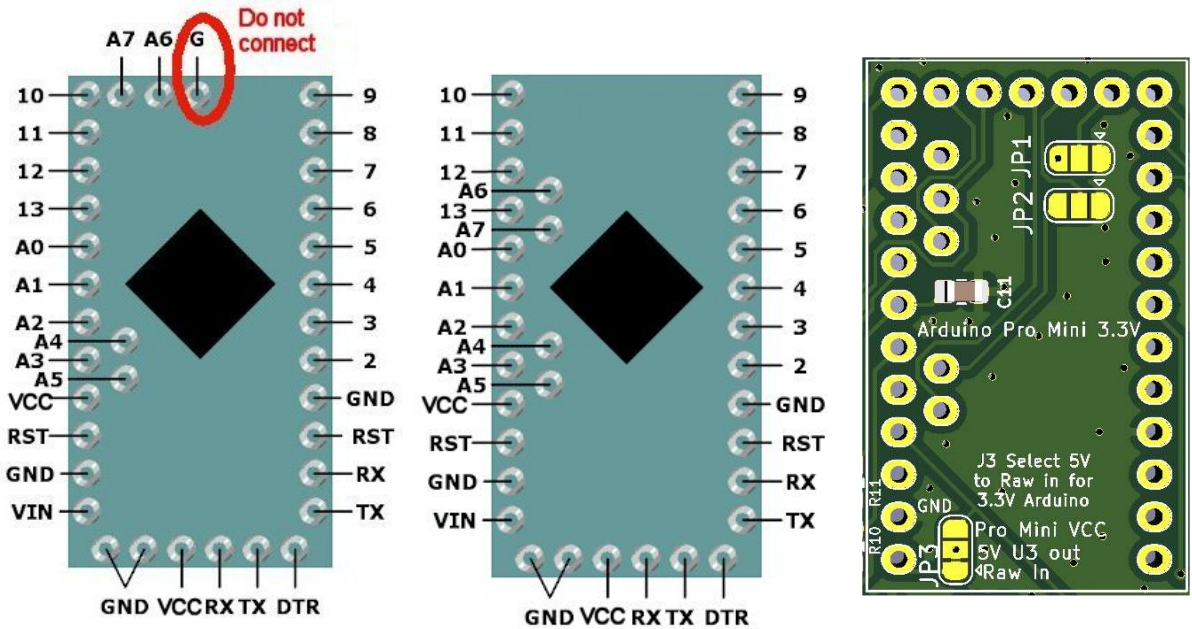 Do not
connect
A7 A6 G
10 9
11 8
12 7
13 6
A0 5
A1 4
A2 3
A4
A3 2
A5
VCC GND
RST RST
GND RX
VIN TX
GND VCC RX TX DTR
10 9
11 8
12 7
A6
13 6
A7
A0 5
A1 4
A2 3
A4
A3 2
A5
VCC GND
RST RST
GND RX
VIN TX
GND VCC RX TX DTR
JP1
JP2
C11
Arduino Pro Mini 3.3V
J3 Select 5V
to Raw in for
3.3V Arduino
R11
GND
R10
JP3
Pro Mini VCC
5V U3 out
Raw In